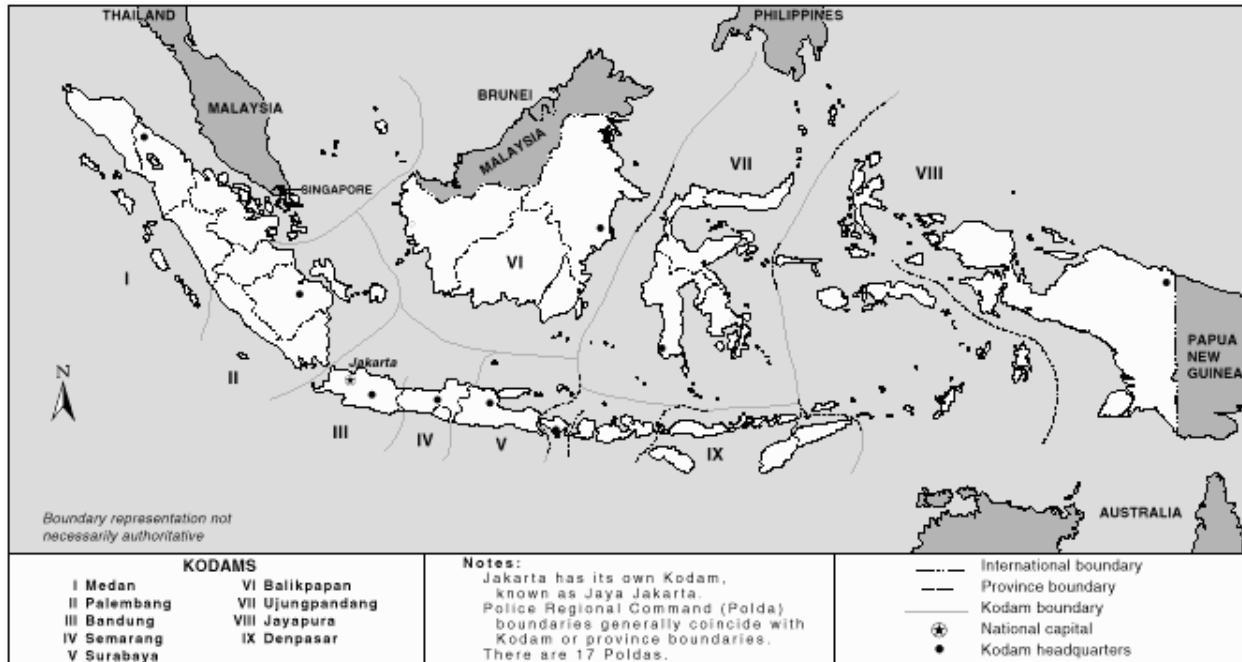 THAILAND
PHILIPPINES
BRUNEI
MALAYSIA
MALAYSIA
VII
VIII
SINGAPORE
VI
I
PAPUA
NEW
GUINEA
N
Jakarta
II
III
IV
V
IX
Boundary representation not
necessarily authoritative
AUSTRALIA
KODAMS
I Medan
II Palembang
III Bandung
IV Semarang
V Surabaya
VI Balikpapan
VII Ujungpandang
VIII Jayapura
IX Denpasar
Notes:
Jakarta has its own Kodam,
known as Jaya Jakarta.
Police Regional Command (Polda)
boundaries generally coincide with
Kodam or province boundaries.
There are 17 Poldas.
International boundary
Province boundary
Kodam boundary
National capital
Kodam headquarters